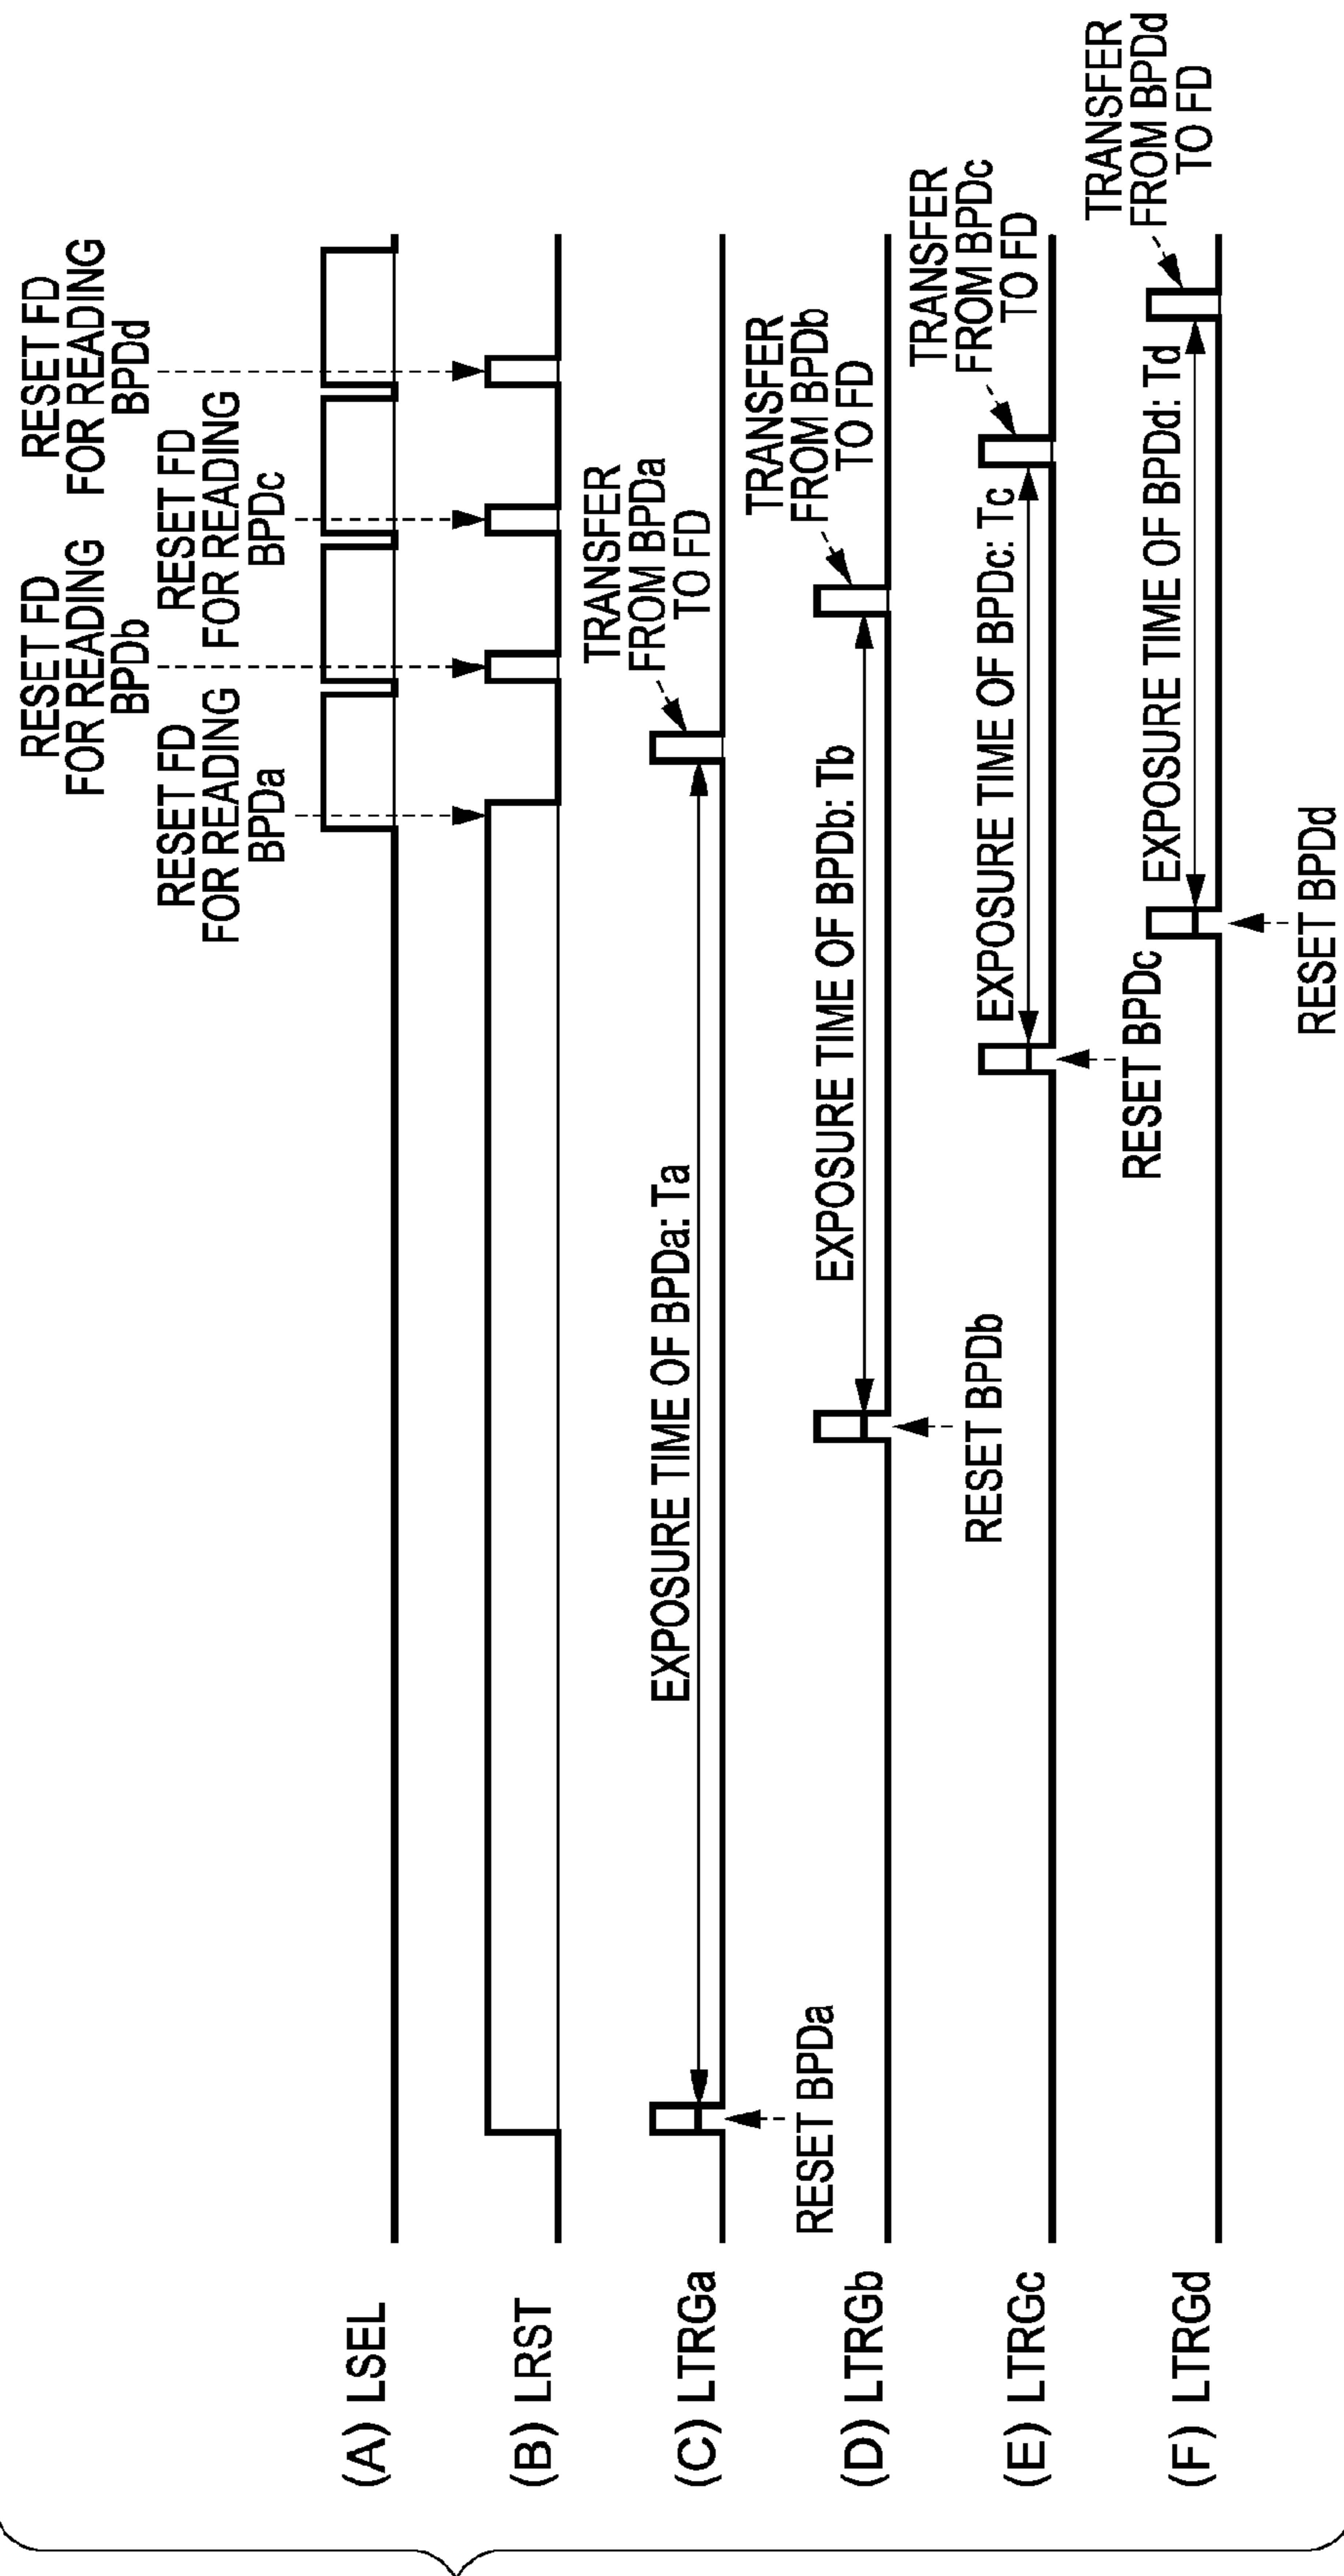 RESET FD
FOR READING
BPDb
RESET FD
FOR READING
BPDd
RESET FD
FOR READING
BPDa
RESET FD
FOR READING
BPDc
(A) LSEL
(B) LRST
TRANSFER
FROM BPDa
TO FD
(C) LTRGa
EXPOSURE TIME OF BPDa: Ta
RESET BPDa
TRANSFER
FROM BPDb
TO FD
(D) LTRGb
EXPOSURE TIME OF BPDb: Tb
RESET BPDb
TRANSFER
FROM BPDc
TO FD
(E) LTRGc
EXPOSURE TIME OF BPDc: Tc
RESET BPDc
TRANSFER
FROM BPDd
TO FD
(F) LTRGd
EXPOSURE TIME OF BPDd: Td
RESET BPDd